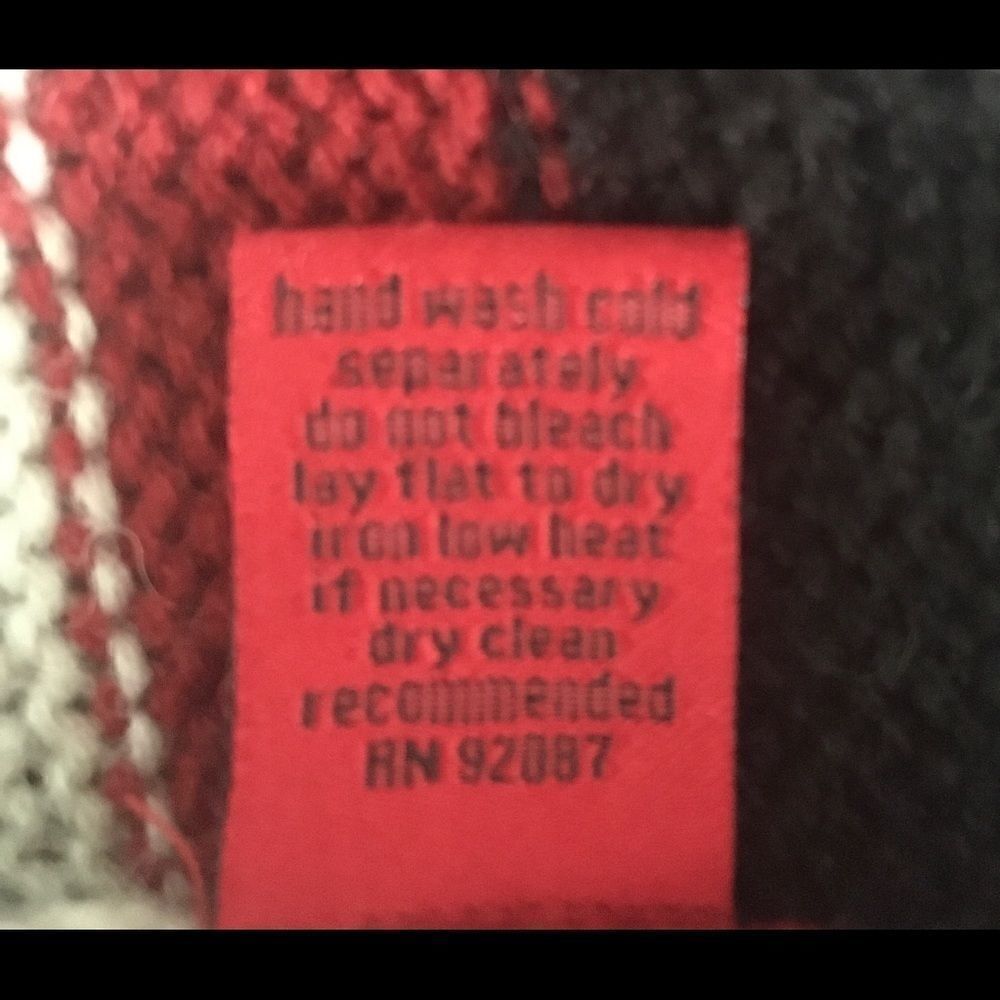 hand wash cold
separately
do not bleach
lay flat to dry
iron low heat
if necessary
dry clean
recommended
RN 92087